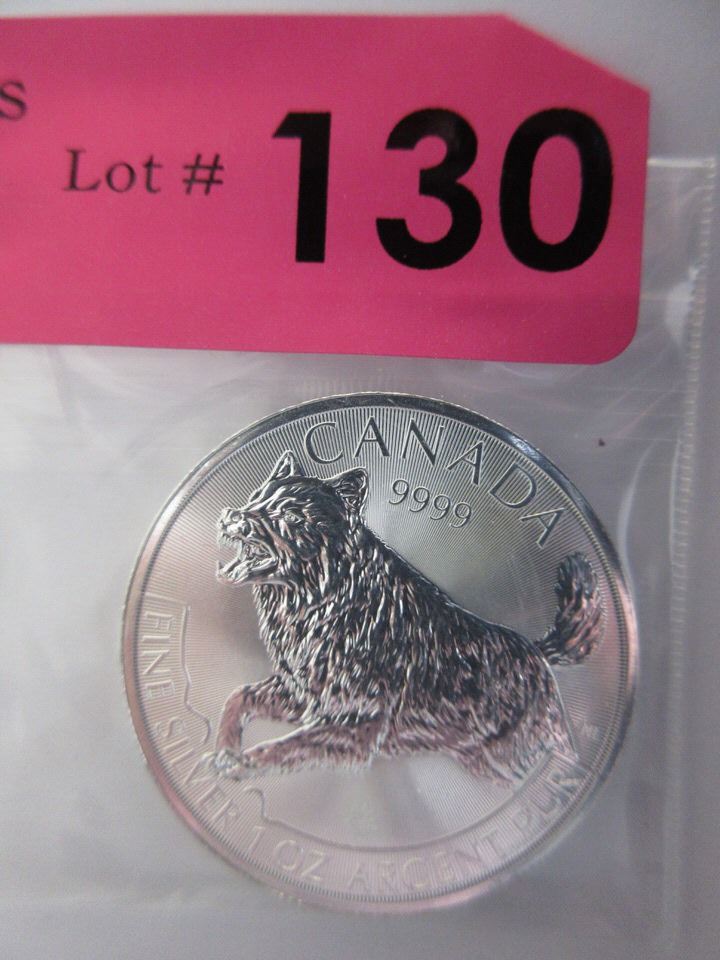 s
Lot # 130
CANADA
9999
FINE SILVER 1 OZ ARGENT PUR